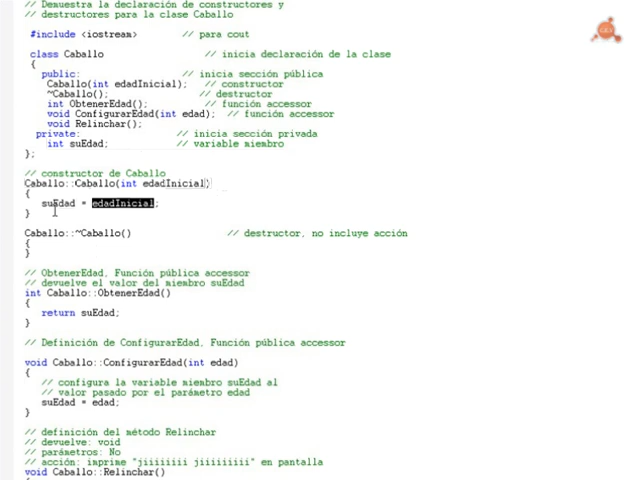 // Demuestra la declaración de constructores y
// destructores para la clase Caballo
#include <iostream> // para cout
class Caballo // inicia declaración de la clase
{
public: // inicia sección pública
Caballo(int edadInicial); // constructor
~Caballo(); // destructor
int ObtenerEdad(); // función accessor
void ConfigurarEdad(int edad); // función accessor
void Relinchar();
private: // inicia sección privada
int suEdad; // variable miembro
};
// constructor de Caballo
Caballo::Caballo(int edadInicial)
{
suEdad = edadInicial;
}
Caballo::~Caballo() // destructor, no incluye acción
{
}
// ObtenerEdad, Función pública accessor
// devuelve el valor del miembro suEdad
int Caballo::ObtenerEdad()
{
return suEdad;
}
// Definición de ConfigurarEdad, Función pública accessor
void Caballo::ConfigurarEdad(int edad)
{
// configura la variable miembro suEdad al
// valor pasado por el parámetro edad
suEdad = edad;
}
// definición del método Relinchar
// devuelve: void
// parámetros: No
// acción: imprime "jiiiiiiii jiiiiiiiii" en pantalla
void Caballo::Relinchar()
{